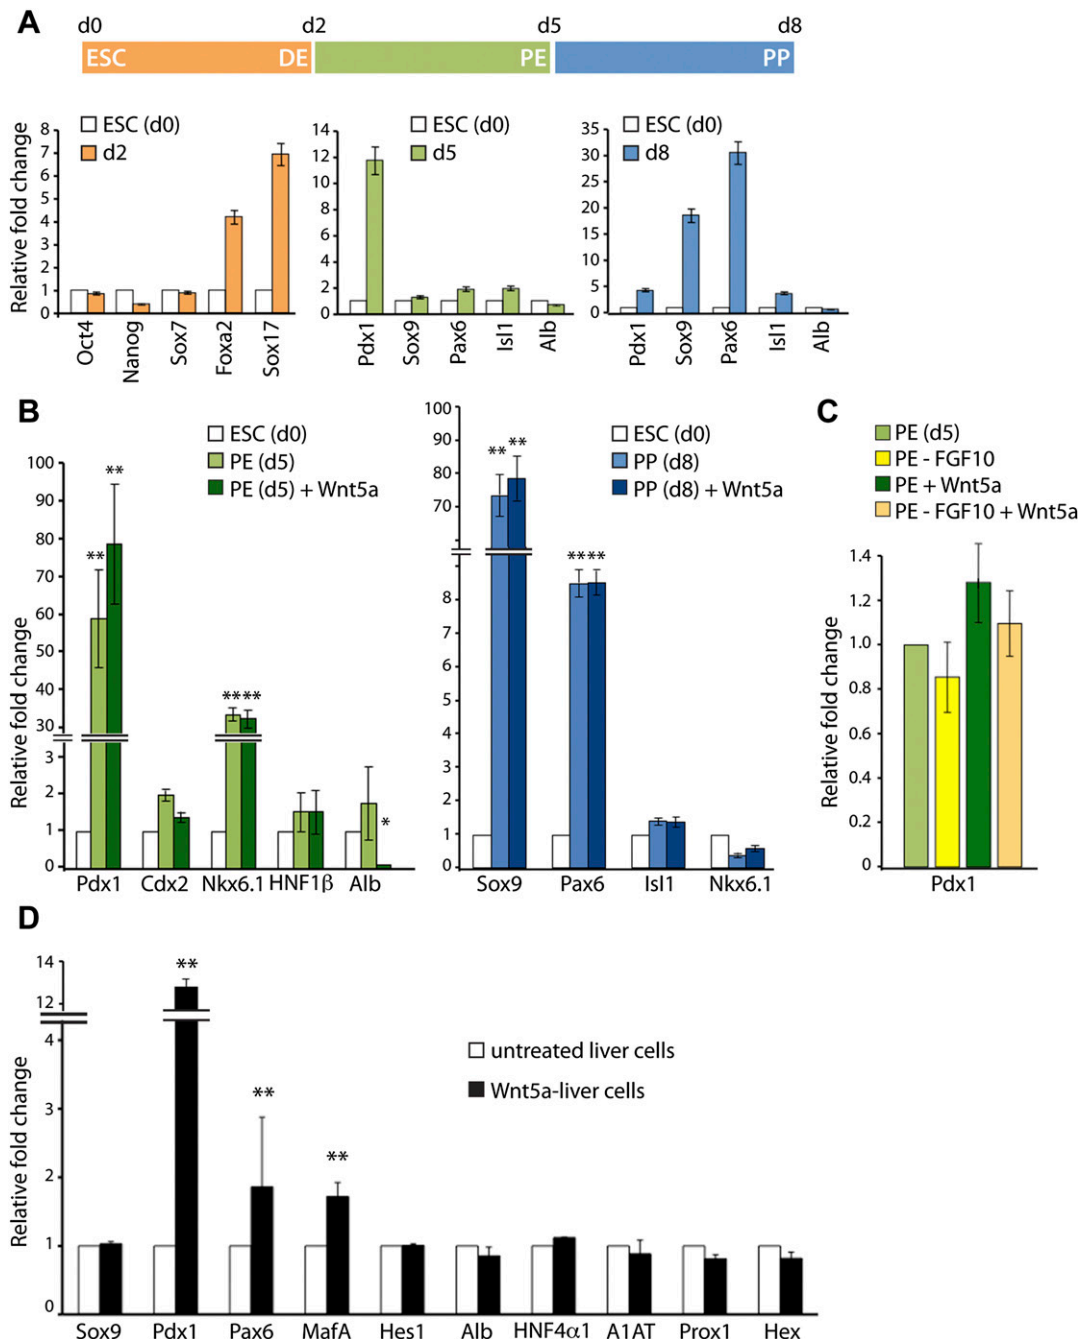 A
d0 d2 d5 d8
ESC DE PE PP
Relative fold change
8
7
6
5
4
3
2
1
0
ESC (d0)
d2
Oct4 Nanog Sox7 Foxa2 Sox17
14
12
10
8
6
4
2
0
ESC (d0)
d5
Pdx1 Sox9 Pax6 Isl1 Alb
35
30
25
20
15
10
5
0
ESC (d0)
d8
Pdx1 Sox9 Pax6 Isl1 Alb
B
Relative fold change
100
90
80
70
60
50
40
30
3
2
1
0
ESC (d0)
PE (d5)
PE (d5) + Wnt5a
** ** **** *
Pdx1 Cdx2 Nkx6.1 HNF1β Alb
Relative fold change
100
90
80
70
8
6
5
4
2
1
0
ESC (d0)
PP (d8)
PP (d8) + Wnt5a
** ** ****
Sox9 Pax6 Isl1 Nkx6.1
C
PE (d5)
PE - FGF10
PE + Wnt5a
PE - FGF10 + Wnt5a
Relative fold change
1.4
1.2
1.0
0.8
0.6
0.4
0.2
0
Pdx1
D
Relative fold change
14
12
4
3
2
1
0
untreated liver cells
Wnt5a-liver cells
** ** **
Sox9 Pdx1 Pax6 MafA Hes1 Alb HNF4α1 A1AT Prox1 Hex